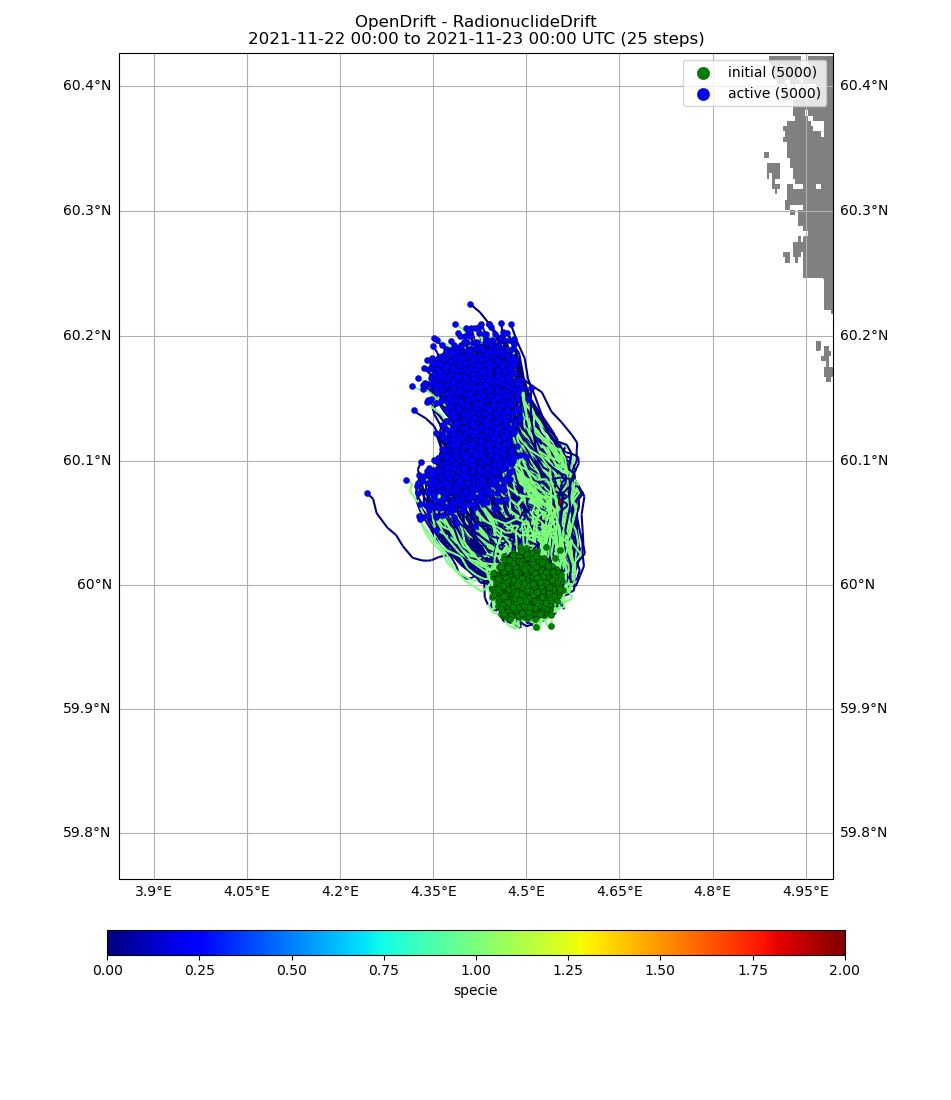 OpenDrift - RadionuclideDrift
2021-11-22 00:00 to 2021-11-23 00:00 UTC (25 steps)
initial (5000)
active (5000)
60.4°N 60.4°N
60.3°N 60.3°N
60.2°N 60.2°N
60.1°N 60.1°N
60°N 60°N
59.9°N 59.9°N
59.8°N 59.8°N
3.9°E 4.05°E 4.2°E 4.35°E 4.5°E 4.65°E 4.8°E 4.95°E
0.00 0.25 0.50 0.75 1.00 1.25 1.50 1.75 2.00
specie